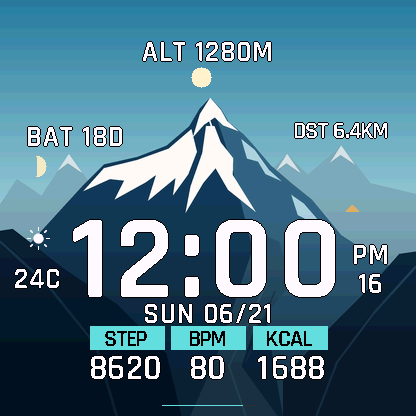 ALT 1280M
BAT 18D
DST 6.4KM
12:00
PM
16
24C
SUN 06/21
STEP BPM KCAL
8620 80 1688